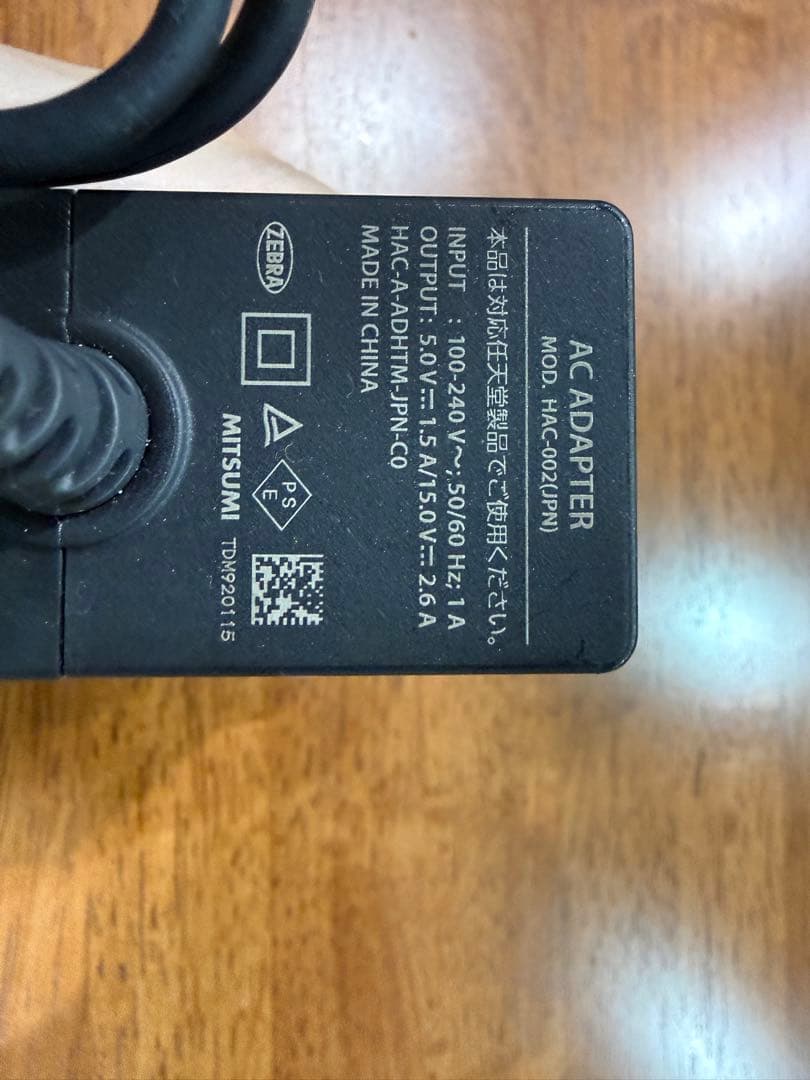 AC ADAPTER
MOD. HAC-002(JPN)
本品は対応任天堂製品でご使用ください。
INPUT : 100-240 V～; 50/60 Hz; 1 A
OUTPUT: 5.0 V⎓ 1.5 A/15.0 V⎓ 2.6 A
HAC-A-ADHTM-JPN-C0
MADE IN CHINA
ZEBRA
PS
E
MITSUMI TDM920115